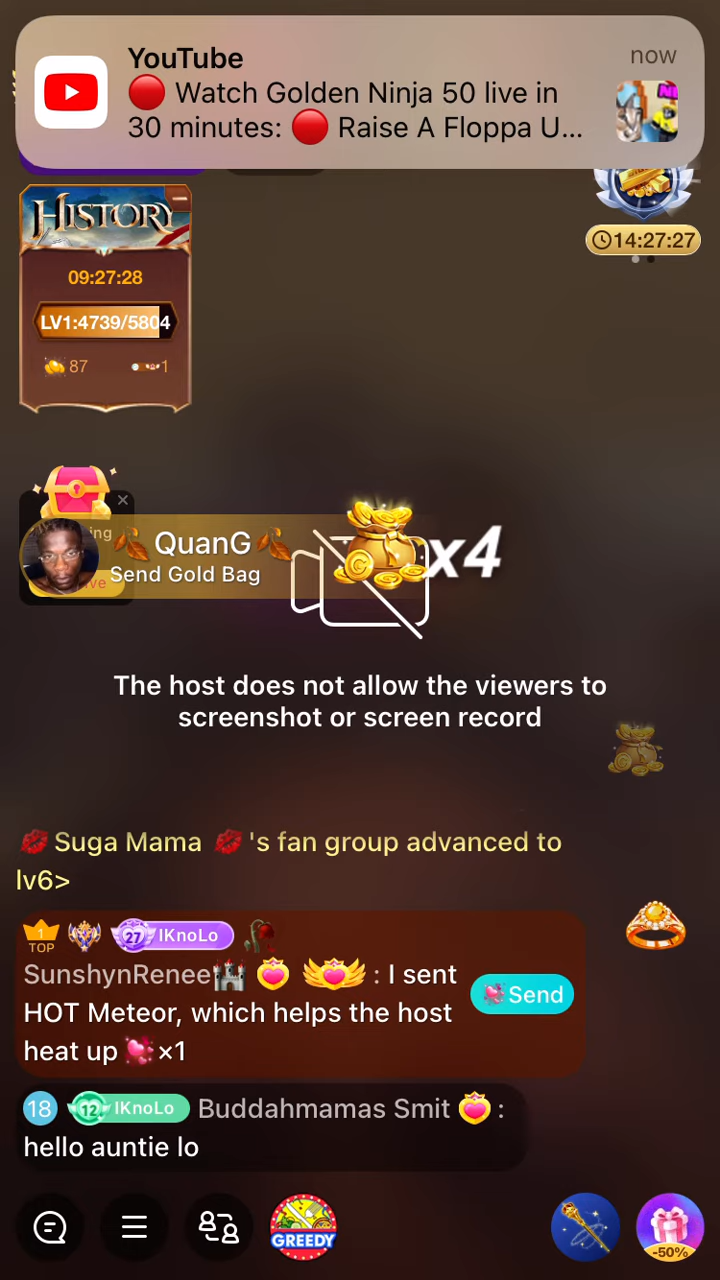 YouTube
now
🔴 Watch Golden Ninja 50 live in
30 minutes: 🔴 Raise A Floppa U...
HISTORY
14:27:27
09:27:28
LV1:4739/5804
87
1
ing
🍂 QuanG 🍂
Send Gold Bag
x4
The host does not allow the viewers to
screenshot or screen record
💋 Suga Mama 💋 's fan group advanced to
lv6>
1
TOP
27 IKnoLo
SunshynRenee🏰 : I sent
HOT Meteor, which helps the host
heat up 💘×1
Send
18 12 IKnoLo Buddahmamas Smit :
hello auntie lo
GREEDY
-50%